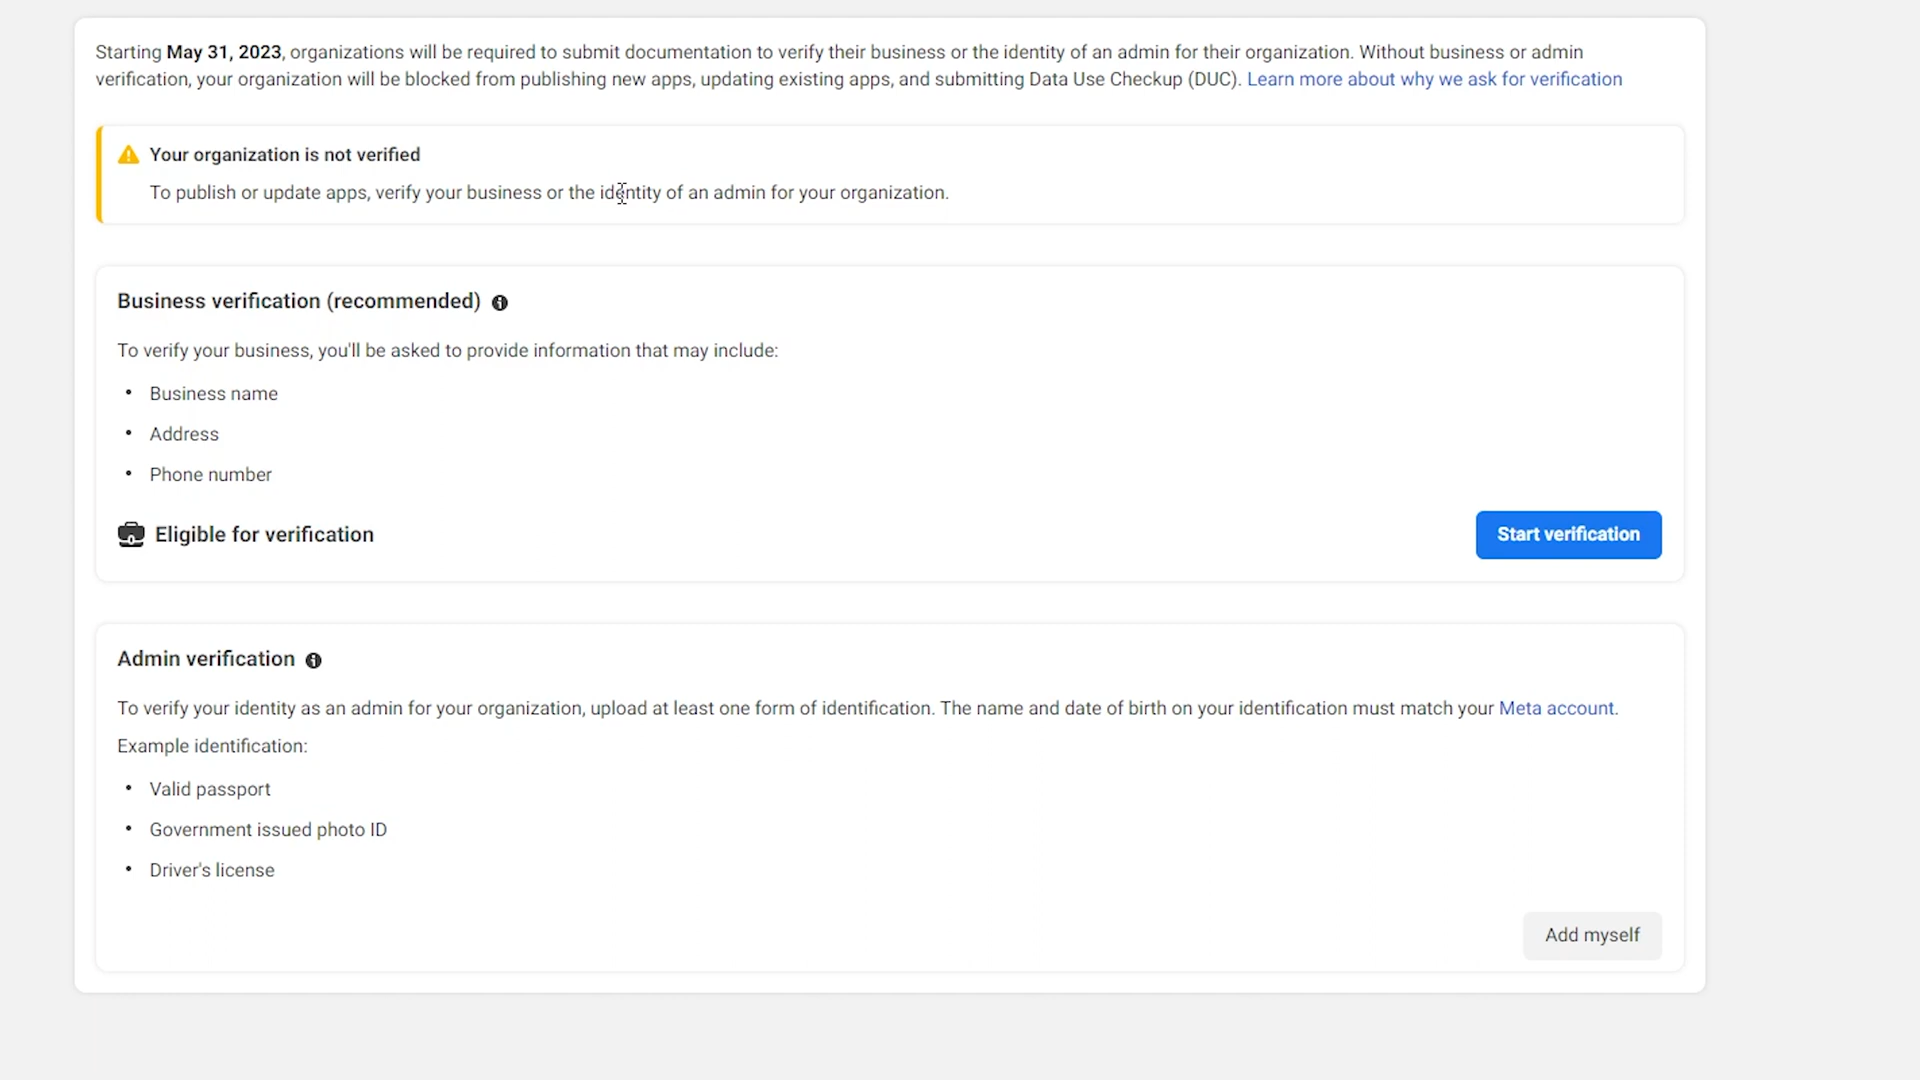 Starting May 31, 2023, organizations will be required to submit documentation to verify their business or the identity of an admin for their organization. Without business or admin
verification, your organization will be blocked from publishing new apps, updating existing apps, and submitting Data Use Checkup (DUC). Learn more about why we ask for verification
Your organization is not verified
To publish or update apps, verify your business or the identity of an admin for your organization.
Business verification (recommended)
To verify your business, you'll be asked to provide information that may include:
• Business name
• Address
• Phone number
Eligible for verification
Start verification
Admin verification
To verify your identity as an admin for your organization, upload at least one form of identification. The name and date of birth on your identification must match your Meta account.
Example identification:
• Valid passport
• Government issued photo ID
• Driver's license
Add myself